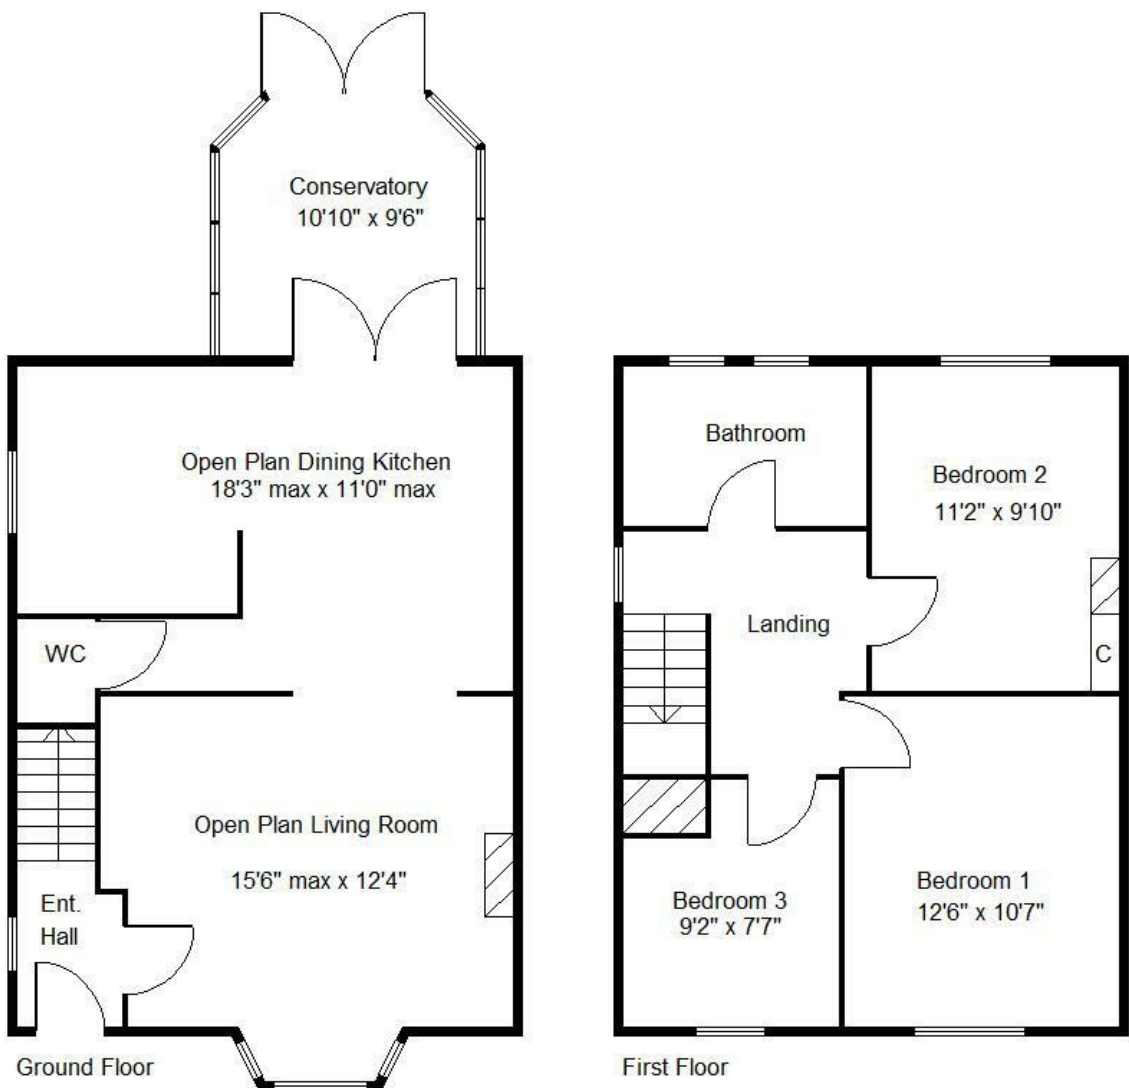 Conservatory
10'10" x 9'6"
Open Plan Dining Kitchen
18'3" max x 11'0" max
WC
Open Plan Living Room
15'6" max x 12'4"
Ent.
Hall
Ground Floor
Bathroom
Bedroom 2
11'2" x 9'10"
Landing
C
Bedroom 3
9'2" x 7'7"
Bedroom 1
12'6" x 10'7"
First Floor